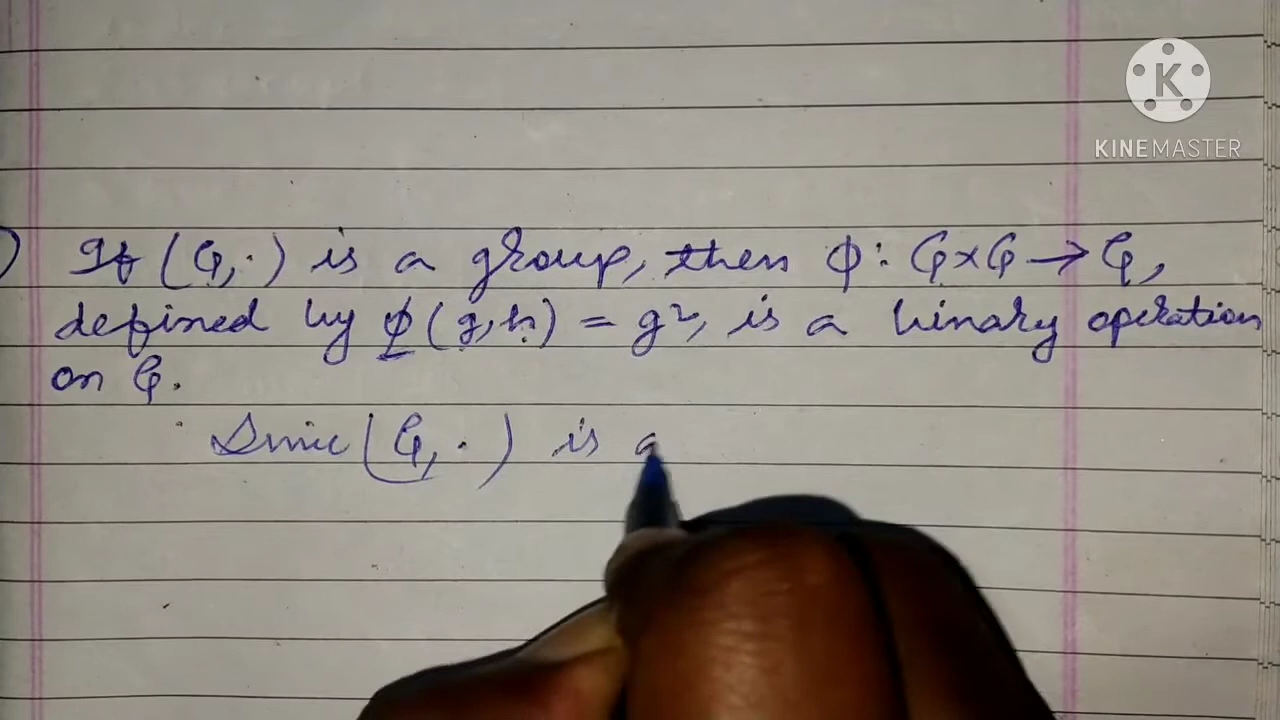 K
KINEMASTER
) If (G, ·) is a group, then ϕ : G×G → G,
defined by ϕ(g, h) = g², is a binary operation
on G.
Since (G, ·) is a